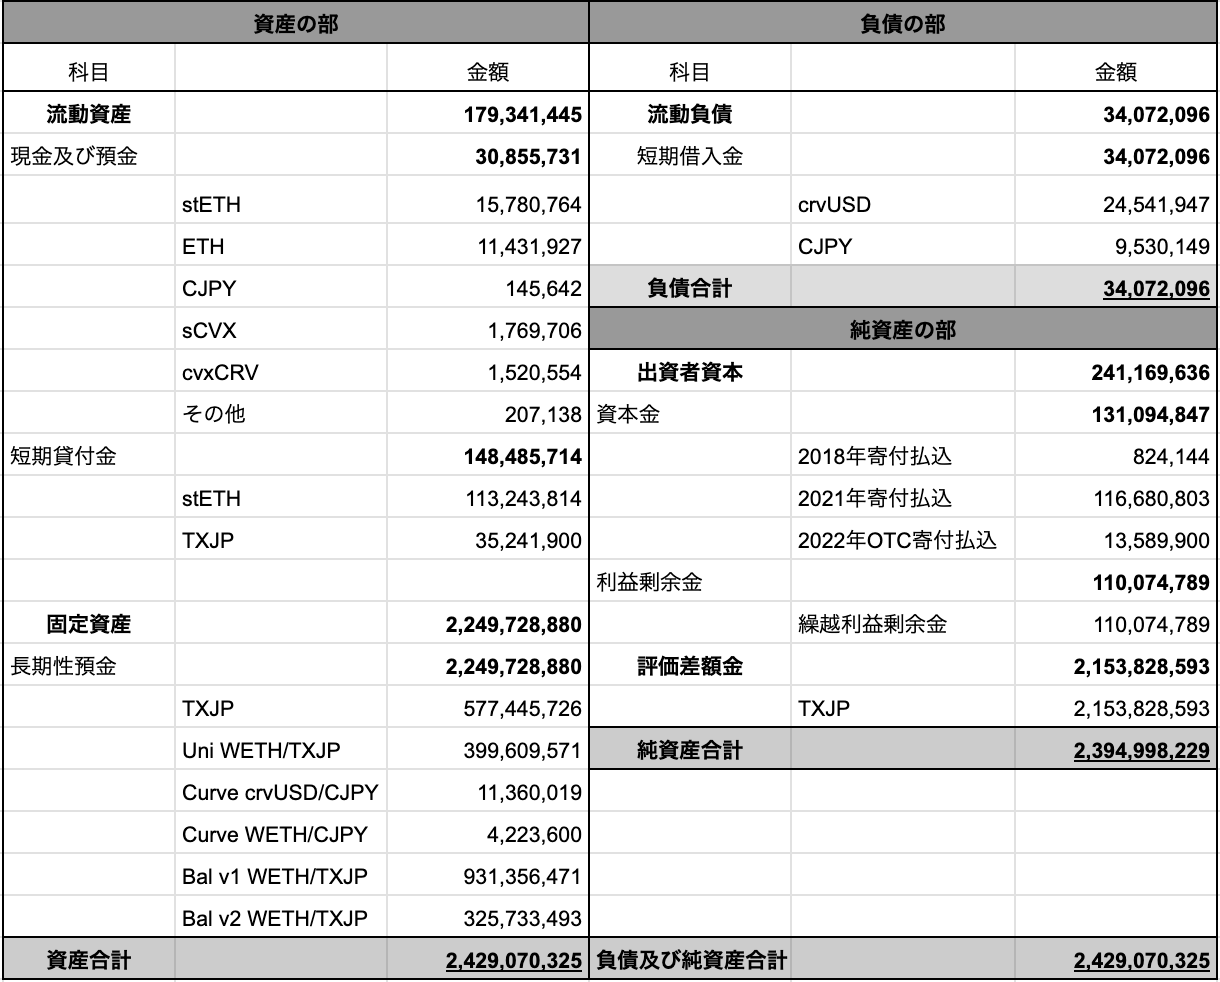 資産の部 負債の部
科目 金額 科目 金額
流動資産 179,341,445 流動負債 34,072,096
現金及び預金 30,855,731 短期借入金 34,072,096
stETH 15,780,764 crvUSD 24,541,947
ETH 11,431,927 CJPY 9,530,149
CJPY 145,642 負債合計 34,072,096
sCVX 1,769,706 純資産の部
cvxCRV 1,520,554 出資者資本 241,169,636
その他 207,138 資本金 131,094,847
短期貸付金 148,485,714 2018年寄付払込 824,144
stETH 113,243,814 2021年寄付払込 116,680,803
TXJP 35,241,900 2022年OTC寄付払込 13,589,900
利益剰余金 110,074,789
固定資産 2,249,728,880 繰越利益剰余金 110,074,789
長期性預金 2,249,728,880 評価差額金 2,153,828,593
TXJP 577,445,726 TXJP 2,153,828,593
Uni WETH/TXJP 399,609,571 純資産合計 2,394,998,229
Curve crvUSD/CJPY 11,360,019
Curve WETH/CJPY 4,223,600
Bal v1 WETH/TXJP 931,356,471
Bal v2 WETH/TXJP 325,733,493
資産合計 2,429,070,325 負債及び純資産合計 2,429,070,325